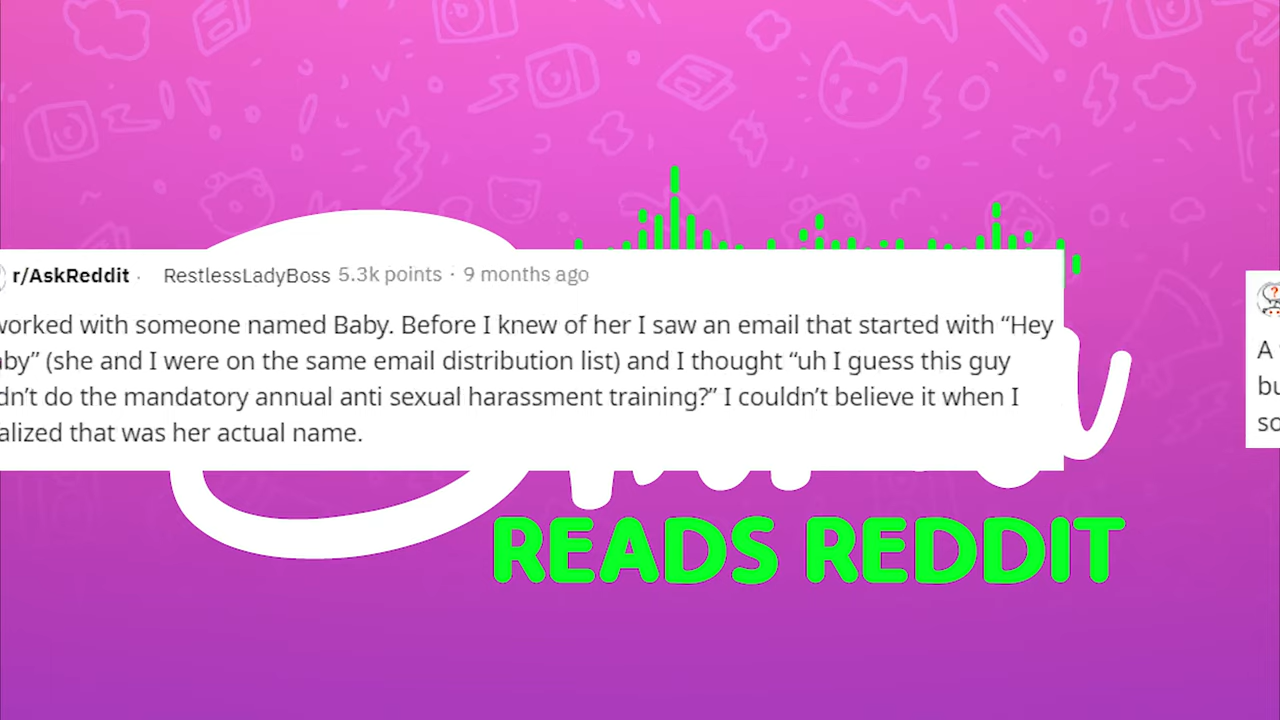 r/AskReddit · RestlessLadyBoss 5.3k points · 9 months ago
worked with someone named Baby. Before I knew of her I saw an email that started with “Hey
aby” (she and I were on the same email distribution list) and I thought “uh I guess this guy
dn’t do the mandatory annual anti sexual harassment training?” I couldn’t believe it when I
alized that was her actual name.
A
bu
so
READS REDDIT